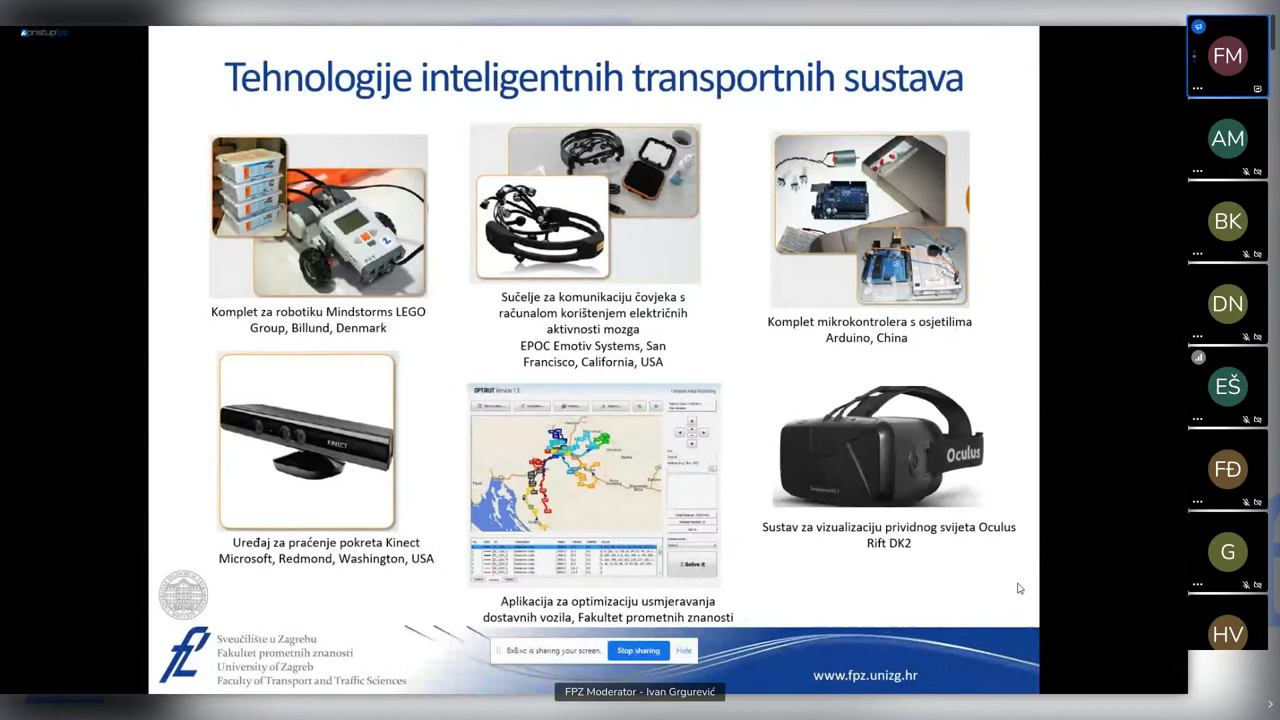 pristupfpz
Tehnologije inteligentnih transportnih sustava
Komplet za robotiku Mindstorms LEGO
Group, Billund, Denmark
Sučelje za komunikaciju čovjeka s
računalom korištenjem električnih
aktivnosti mozga
EPOC Emotiv Systems, San
Francisco, California, USA
Komplet mikrokontrolera s osjetilima
Arduino, China
KINECT
Uređaj za praćenje pokreta Kinect
Microsoft, Redmond, Washington, USA
Solve it
Aplikacija za optimizaciju usmjeravanja
dostavnih vozila, Fakultet prometnih znanosti
Oculus
Sustav za vizualizaciju prividnog svijeta Oculus
Rift DK2
Sveučilište u Zagrebu
Fakultet prometnih znanosti
University of Zagreb
Faculty of Transport and Traffic Sciences
8x8.vc is sharing your screen.
Stop sharing
Hide
www.fpz.unizg.hr
FPZ Moderator - Ivan Grgurević
FM
AM
BK
DN
EŠ
FĐ
G
HV